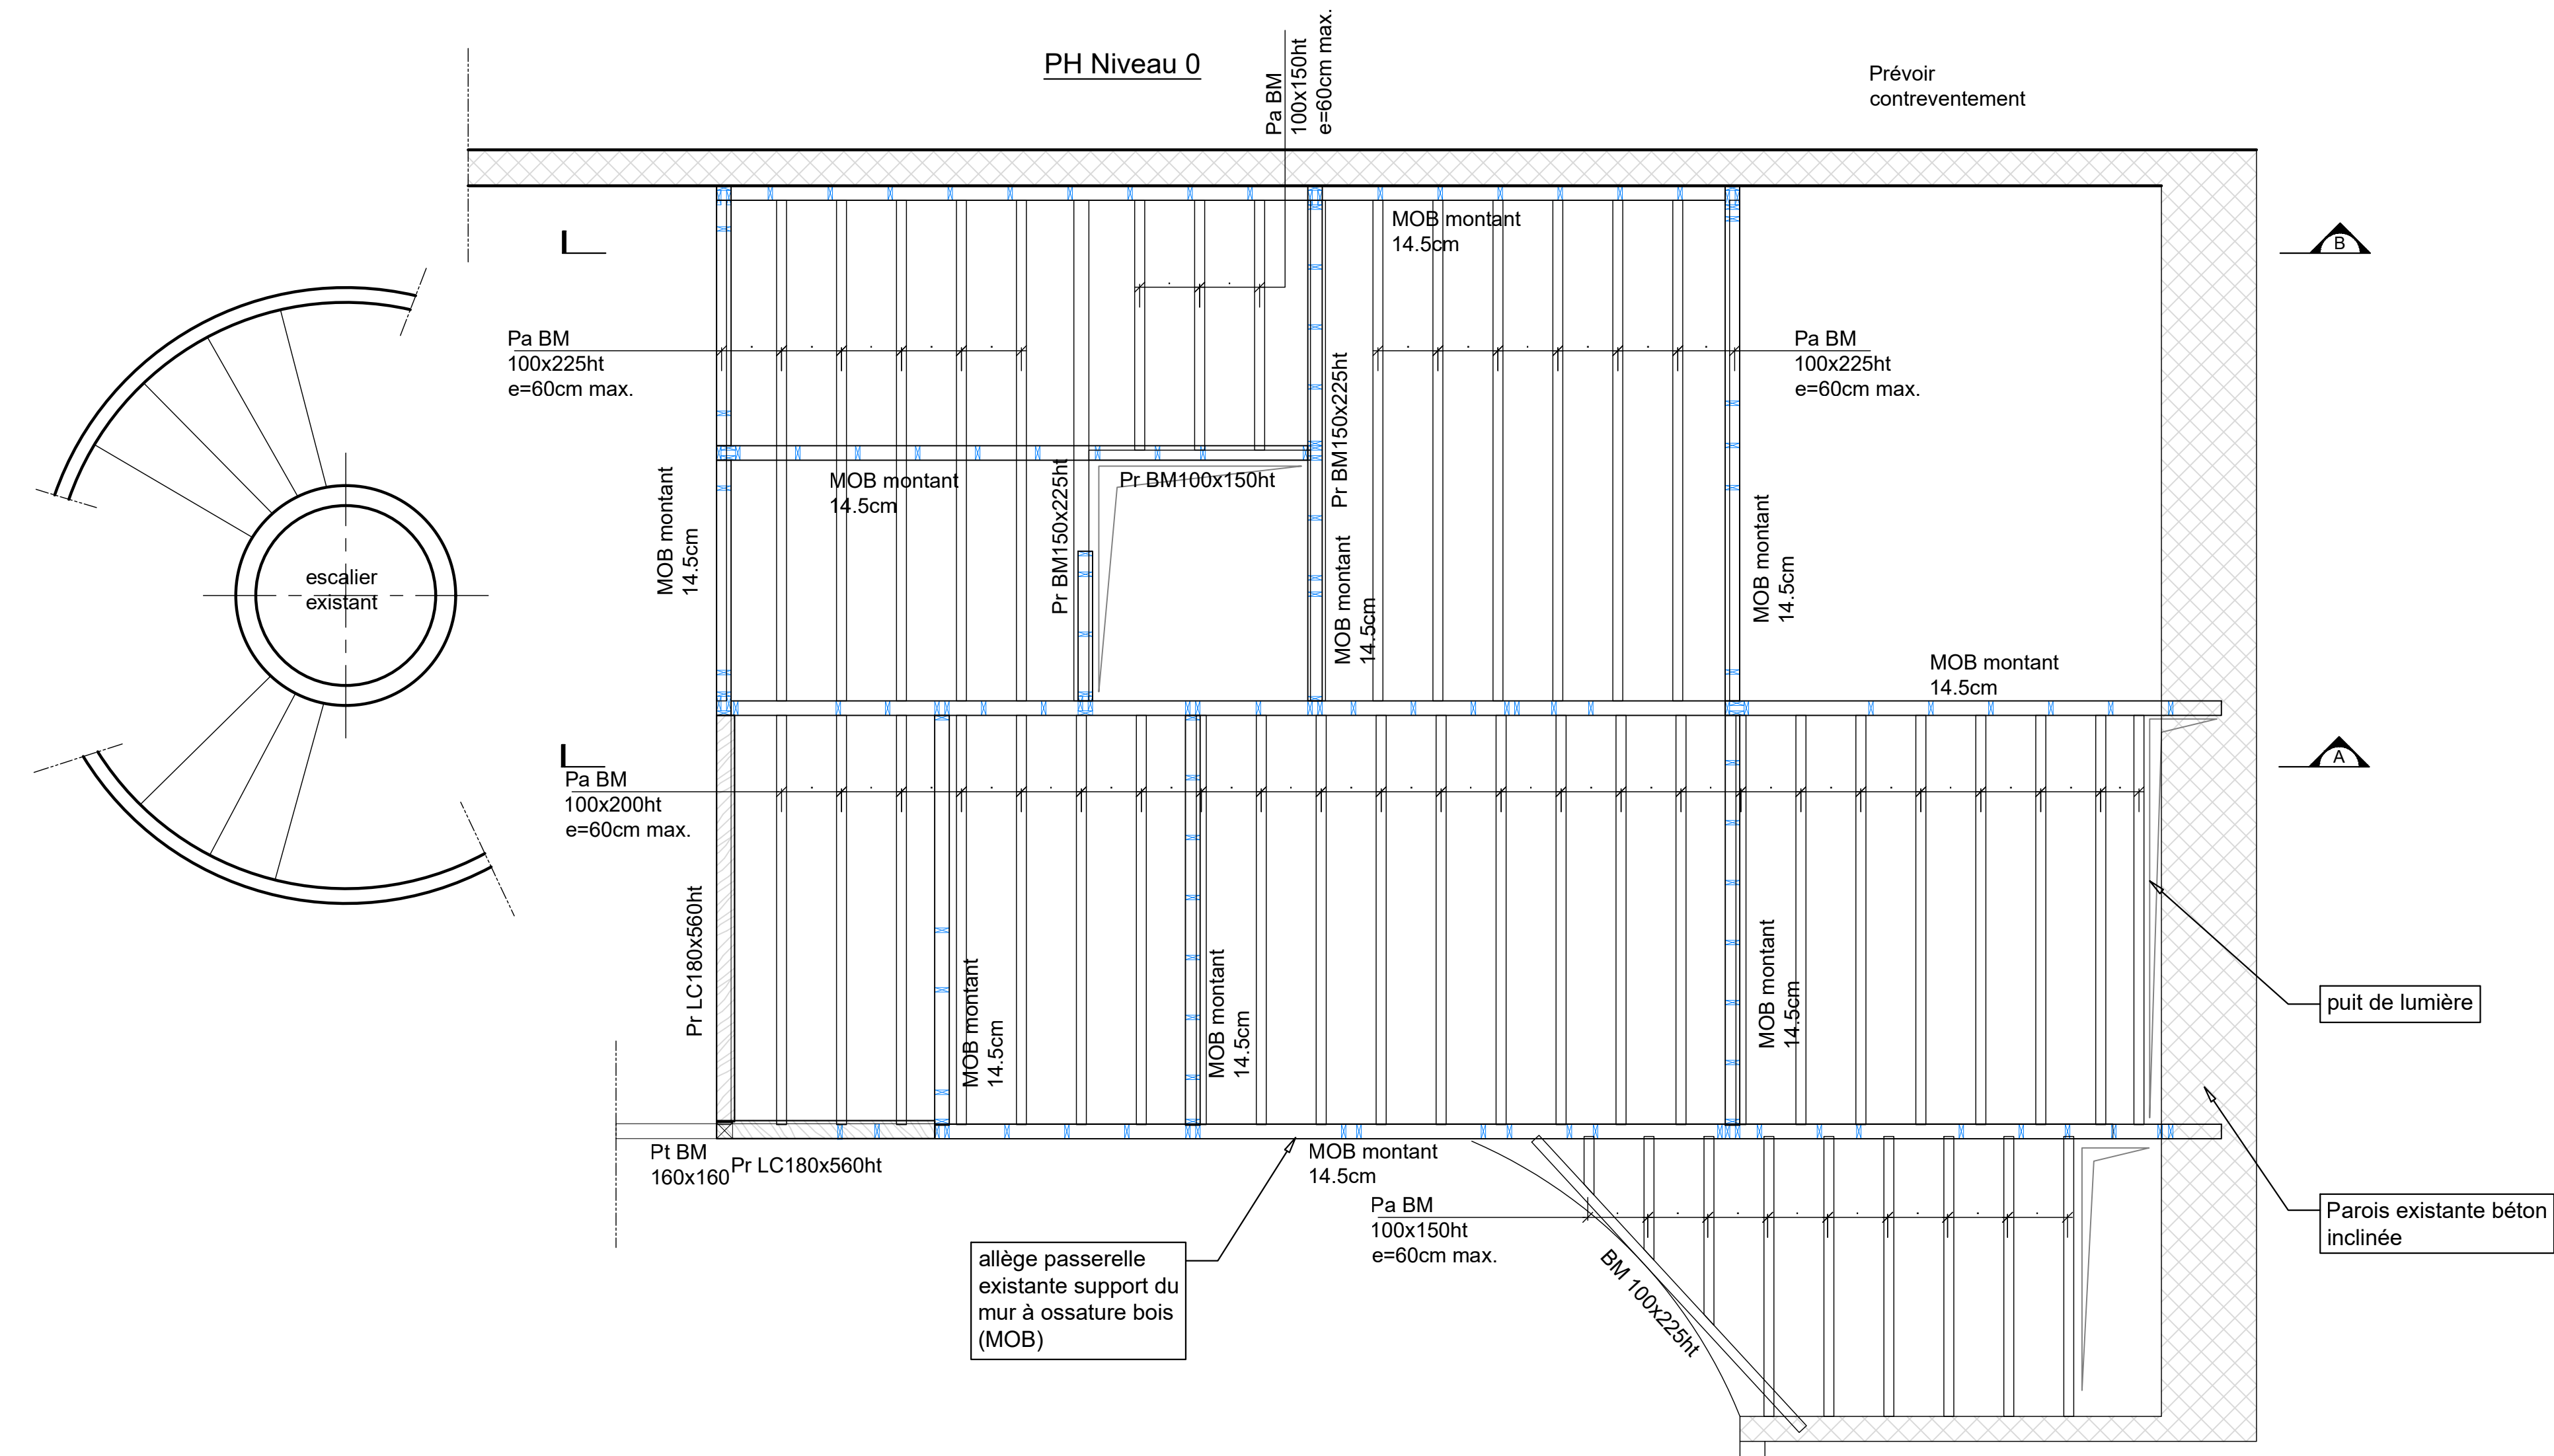 PH Niveau 0
Pa BM
100x150ht
e=60cm max.
Prévoir
contreventement
MOB montant
14.5cm
B
Pa BM
100x225ht
e=60cm max.
Pr BM150x225ht
Pa BM
100x225ht
e=60cm max.
MOB montant
14.5cm
MOB montant
14.5cm
Pr BM150x225ht
Pr BM100x150ht
MOB montant
14.5cm
MOB montant
14.5cm
escalier
existant
MOB montant
14.5cm
A
Pa BM
100x200ht
e=60cm max.
Pr LC180x560ht
MOB montant
14.5cm
MOB montant
14.5cm
MOB montant
14.5cm
puit de lumière
Pt BM
160x160
Pr LC180x560ht
MOB montant
14.5cm
Pa BM
100x150ht
e=60cm max.
BM 100x225ht
Parois existante béton
inclinée
allège passerelle
existante support du
mur à ossature bois
(MOB)